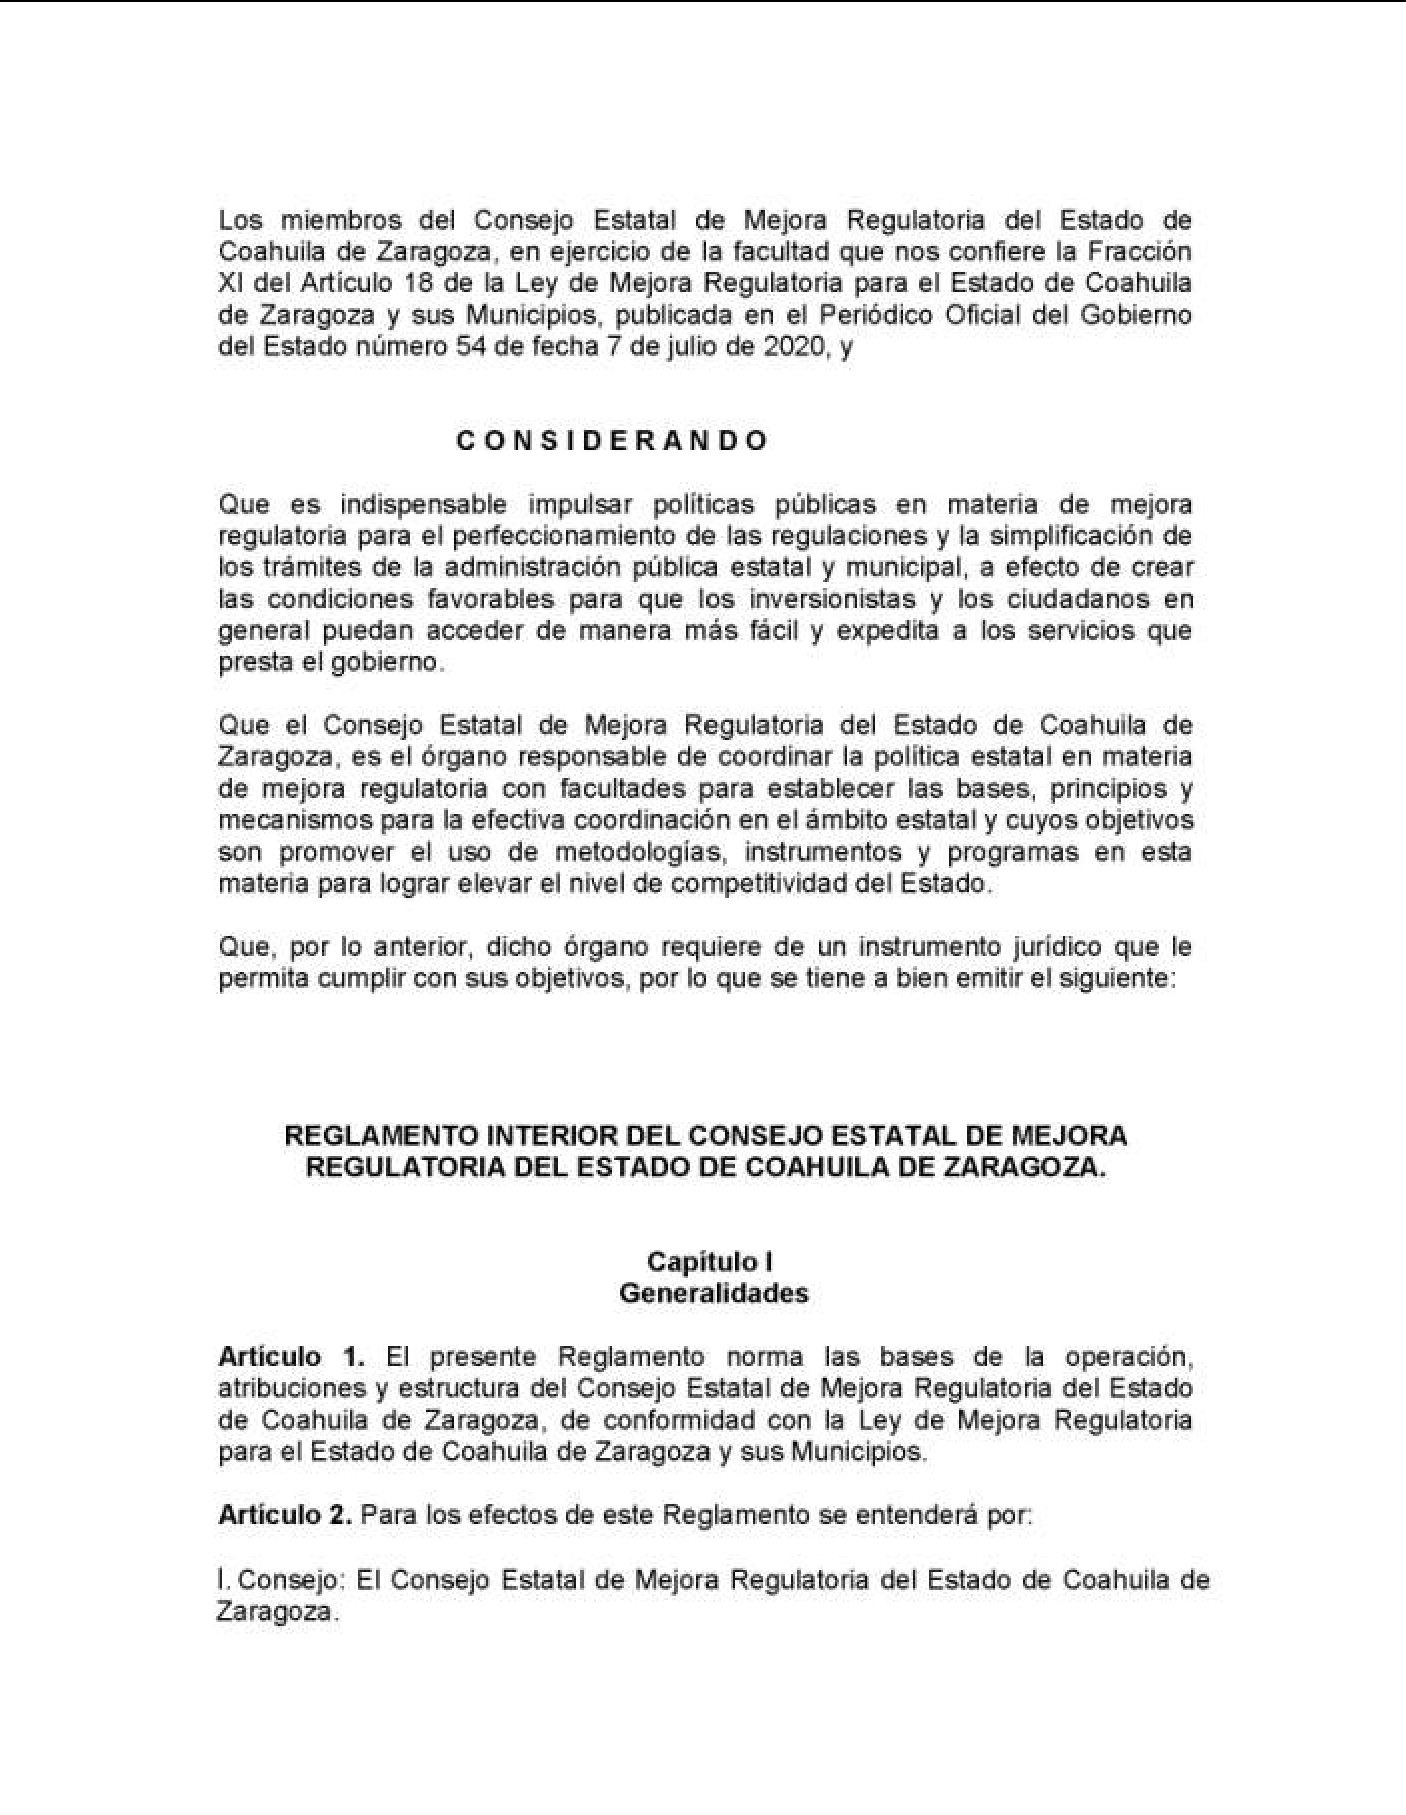 Los miembros del Consejo Estatal de Mejora Regulatoria del Estado de
Coahuila de Zaragoza, en ejercicio de la facultad que nos confiere la Fracción
XI del Artículo 18 de la Ley de Mejora Regulatoria para el Estado de Coahuila
de Zaragoza y sus Municipios, publicada en el Periódico Oficial del Gobierno
del Estado número 54 de fecha 7 de julio de 2020, y
C O N S I D E R A N D O
Que es indispensable impulsar políticas públicas en materia de mejora
regulatoria para el perfeccionamiento de las regulaciones y la simplificación de
los trámites de la administración pública estatal y municipal, a efecto de crear
las condiciones favorables para que los inversionistas y los ciudadanos en
general puedan acceder de manera más fácil y expedita a los servicios que
presta el gobierno.
Que el Consejo Estatal de Mejora Regulatoria del Estado de Coahuila de
Zaragoza, es el órgano responsable de coordinar la política estatal en materia
de mejora regulatoria con facultades para establecer las bases, principios y
mecanismos para la efectiva coordinación en el ámbito estatal y cuyos objetivos
son promover el uso de metodologías, instrumentos y programas en esta
materia para lograr elevar el nivel de competitividad del Estado.
Que, por lo anterior, dicho órgano requiere de un instrumento jurídico que le
permita cumplir con sus objetivos, por lo que se tiene a bien emitir el siguiente:
REGLAMENTO INTERIOR DEL CONSEJO ESTATAL DE MEJORA
REGULATORIA DEL ESTADO DE COAHUILA DE ZARAGOZA.
Capítulo I
Generalidades
Artículo 1. El presente Reglamento norma las bases de la operación,
atribuciones y estructura del Consejo Estatal de Mejora Regulatoria del Estado
de Coahuila de Zaragoza, de conformidad con la Ley de Mejora Regulatoria
para el Estado de Coahuila de Zaragoza y sus Municipios.
Artículo 2. Para los efectos de este Reglamento se entenderá por:
I. Consejo: El Consejo Estatal de Mejora Regulatoria del Estado de Coahuila de
Zaragoza.